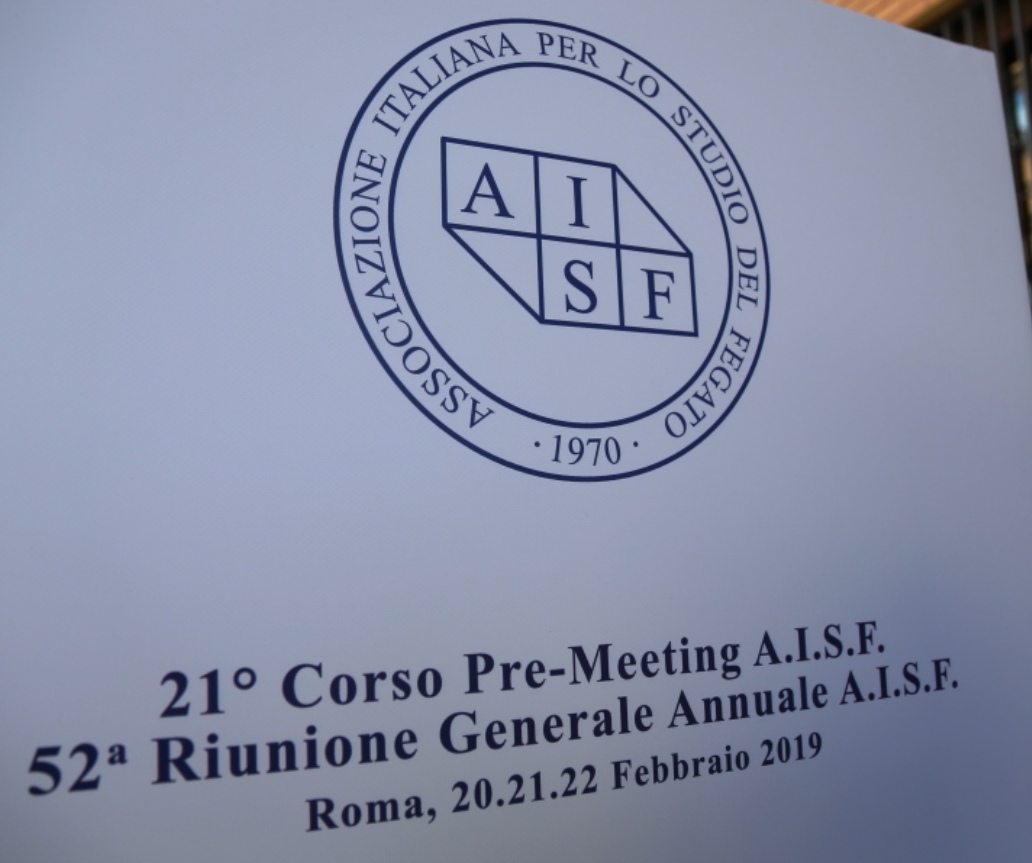 ASSOCIAZIONE ITALIANA PER LO STUDIO DEL FEGATO
A I
S F
· 1970 ·
21° Corso Pre-Meeting A.I.S.F.
52ª Riunione Generale Annuale A.I.S.F.
Roma, 20.21.22 Febbraio 2019